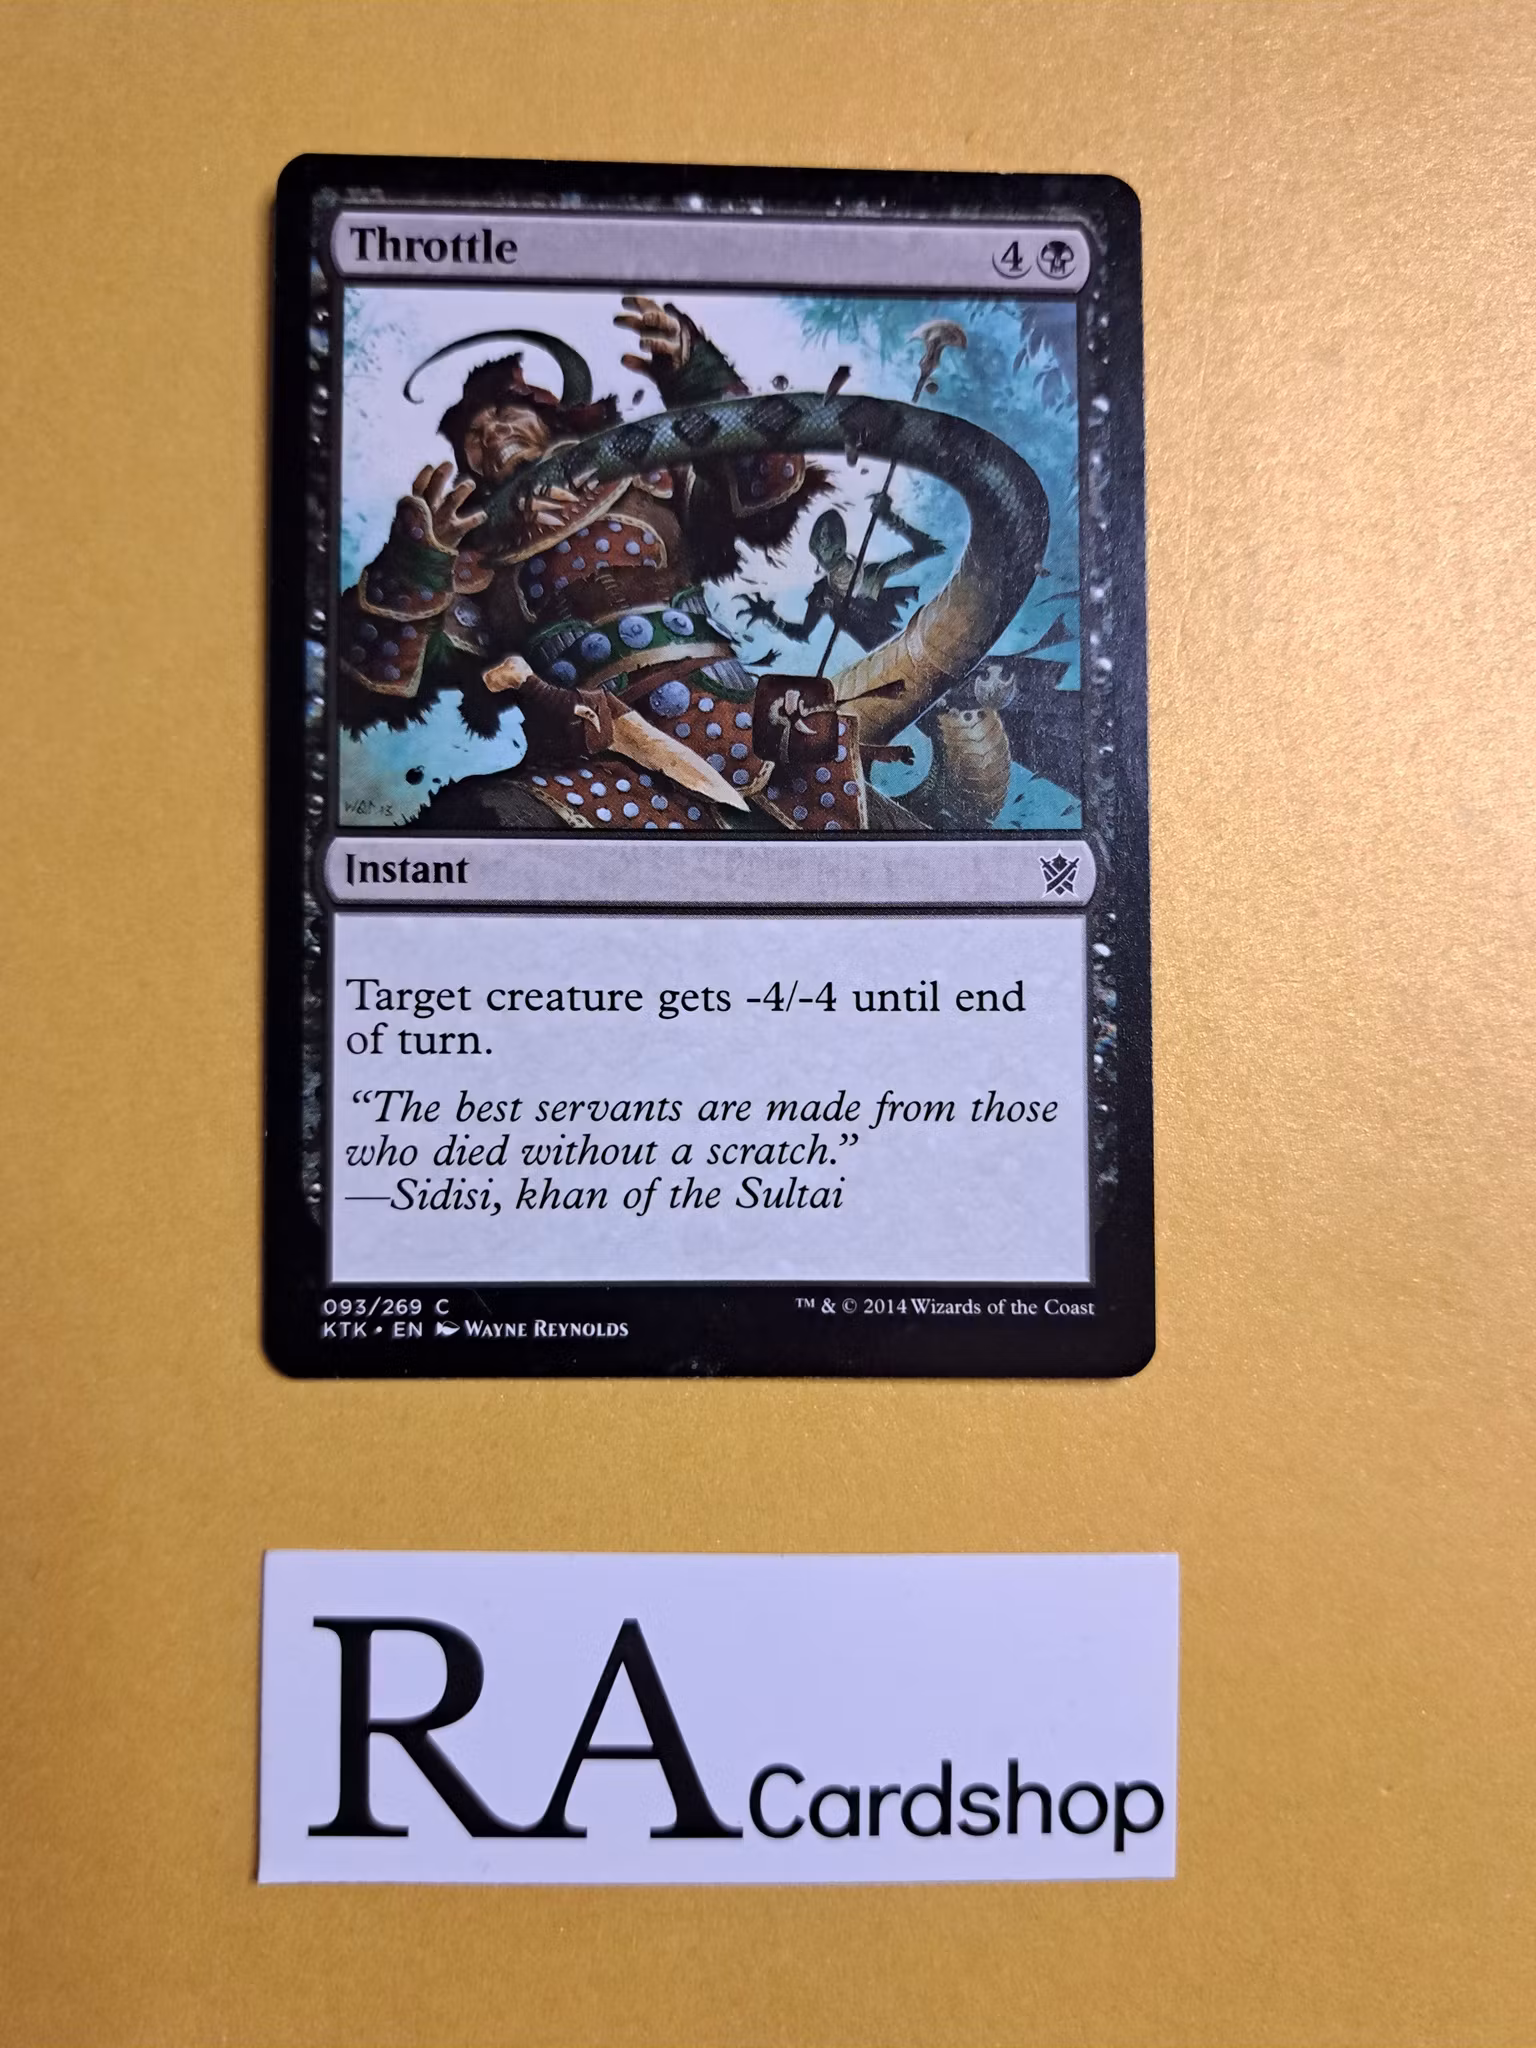 Throttle 4
WAR 13
Instant
Target creature gets -4/-4 until end
of turn.
“The best servants are made from those
who died without a scratch.”
—Sidisi, khan of the Sultai
093/269 C
™ & © 2014 Wizards of the Coast
KTK • EN WAYNE REYNOLDS
RA Cardshop